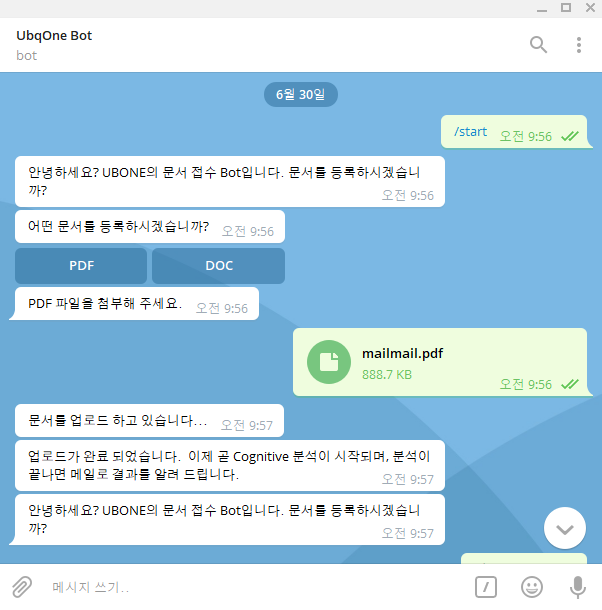 UbqOne Bot
bot
6월 30일
/start 오전 9:56
안녕하세요? UBONE의 문서 접수 Bot입니다. 문서를 등록하시겠습니
까? 오전 9:56
어떤 문서를 등록하시겠습니까? 오전 9:56
PDF DOC
PDF 파일을 첨부해 주세요. 오전 9:56
mailmail.pdf
888.7 KB
오전 9:56
문서를 업로드 하고 있습니다... 오전 9:57
업로드가 완료 되었습니다. 이제 곧 Cognitive 분석이 시작되며, 분석이
끝나면 메일로 결과를 알려 드립니다. 오전 9:57
안녕하세요? UBONE의 문서 접수 Bot입니다. 문서를 등록하시겠습니
까? 오전 9:57
메시지 쓰기..